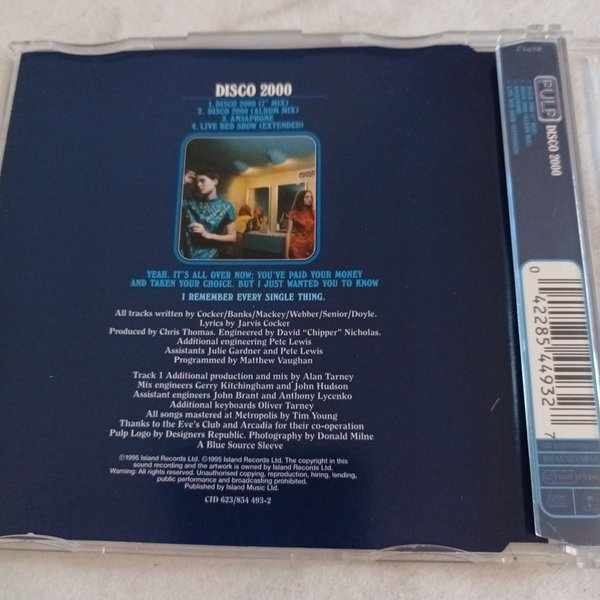 DISCO 2000
1. DISCO 2000 (7" MIX)
2. DISCO 2000 (ALBUM MIX)
3. ANSAPHONE
4. LIVE BED SHOW (EXTENDED)
YEAH. IT'S ALL OVER NOW; YOU'VE PAID YOUR MONEY
AND TAKEN YOUR CHOICE. BUT I JUST WANTED YOU TO KNOW
I REMEMBER EVERY SINGLE THING.
All tracks written by Cocker/Banks/Mackey/Webber/Senior/Doyle.
Lyrics by Jarvis Cocker
Produced by Chris Thomas. Engineered by David "Chipper" Nicholas.
Additional engineering Pete Lewis
Assistants Julie Gardner and Pete Lewis
Programmed by Matthew Vaughan
Track 1 Additional production and mix by Alan Tarney
Mix engineers Gerry Kitchingham and John Hudson
Assistant engineers John Brant and Anthony Lycenko
Additional keyboards Oliver Tarney
All songs mastered at Metropolis by Tim Young
Thanks to the Eve's Club and Arcadia for their co-operation
Pulp Logo by Designers Republic. Photography by Donald Milne
A Blue Source Sleeve
℗1995 Island Records Ltd. ©1995 Island Records Ltd. The copyright in this
sound recording and the artwork is owned by Island Records Ltd.
Warning: All rights reserved. Unauthorised copying, reproduction, hiring, lending,
public performance and broadcasting prohibited.
Published by Island Music Ltd.
CID 623/854 493-2
PULP
DISCO 2000
0 42285 44932 7